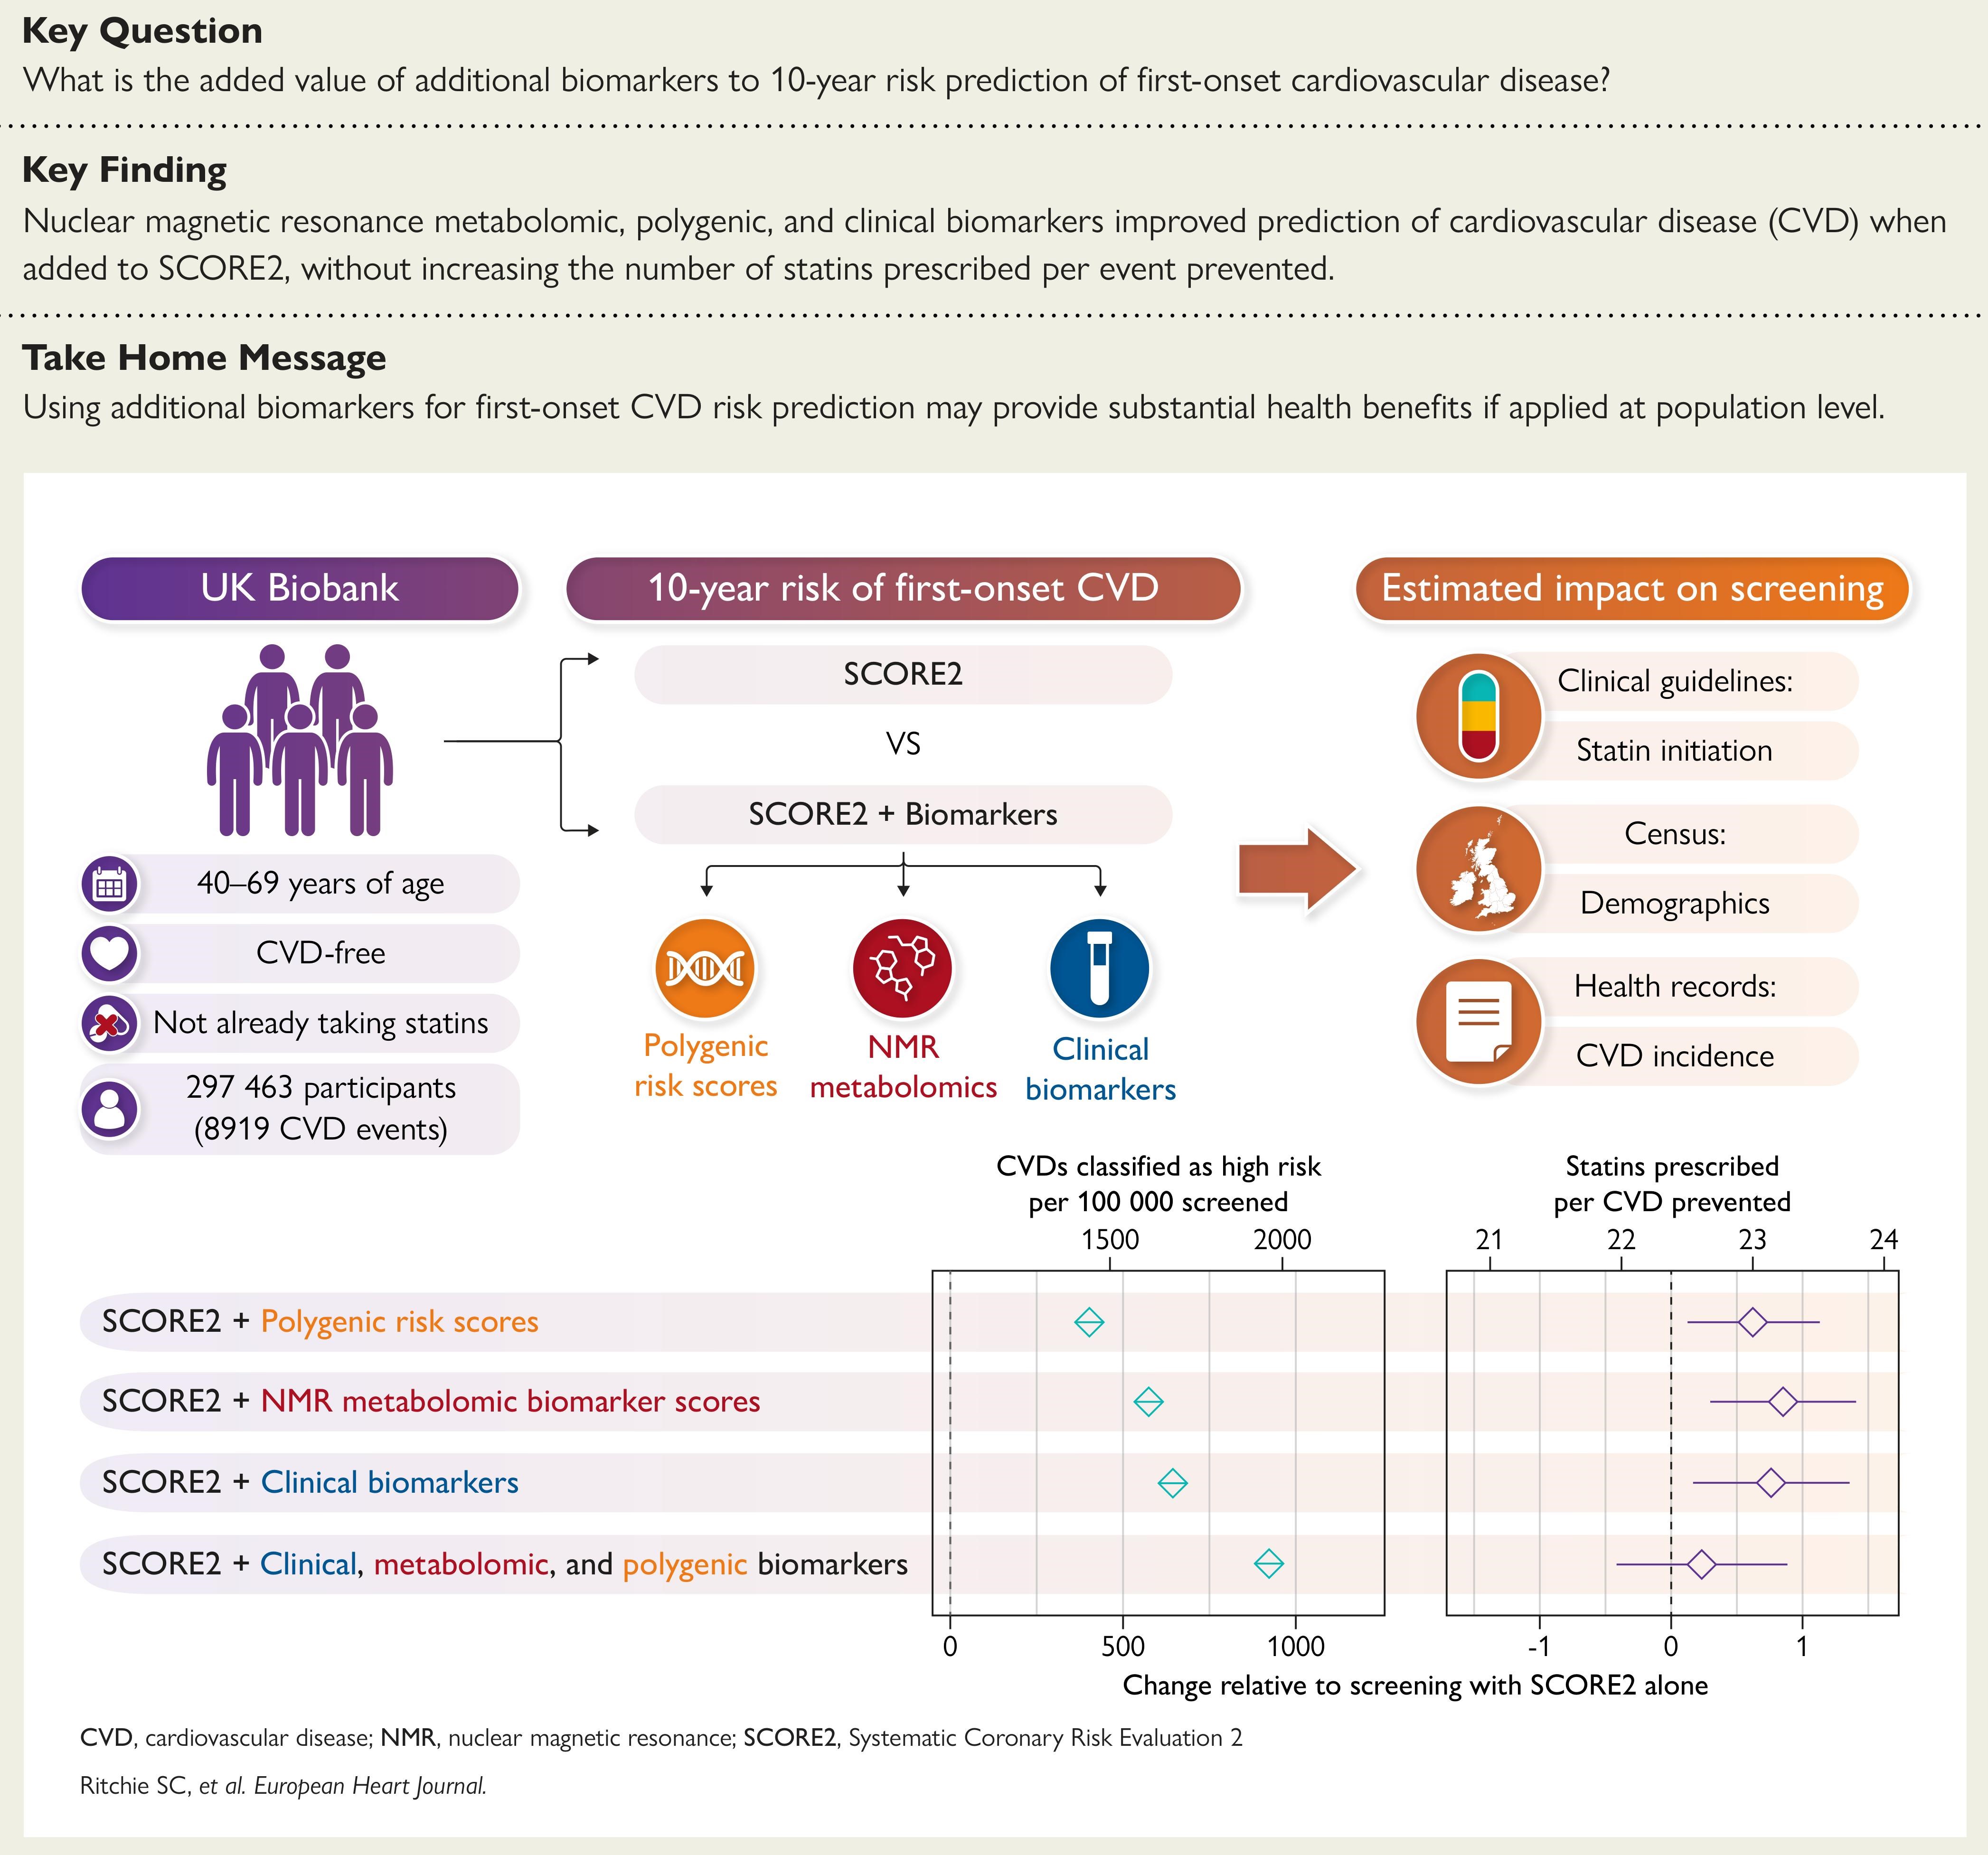 Key Question
What is the added value of additional biomarkers to 10-year risk prediction of first-onset cardiovascular disease?
Key Finding
Nuclear magnetic resonance metabolomic, polygenic, and clinical biomarkers improved prediction of cardiovascular disease (CVD) when
added to SCORE2, without increasing the number of statins prescribed per event prevented.
Take Home Message
Using additional biomarkers for first-onset CVD risk prediction may provide substantial health benefits if applied at population level.
UK Biobank
40–69 years of age
CVD-free
Not already taking statins
297 463 participants
(8919 CVD events)
10-year risk of first-onset CVD
SCORE2
VS
SCORE2 + Biomarkers
Polygenic
risk scores
NMR
metabolomics
Clinical
biomarkers
Estimated impact on screening
Clinical guidelines:
Statin initiation
Census:
Demographics
Health records:
CVD incidence
CVDs classified as high risk
per 100 000 screened
1500 2000
Statins prescribed
per CVD prevented
21 22 23 24
SCORE2 + Polygenic risk scores
SCORE2 + NMR metabolomic biomarker scores
SCORE2 + Clinical biomarkers
SCORE2 + Clinical, metabolomic, and polygenic biomarkers
0 500 1000
-1 0 1
Change relative to screening with SCORE2 alone
CVD, cardiovascular disease; NMR, nuclear magnetic resonance; SCORE2, Systematic Coronary Risk Evaluation 2
Ritchie SC, et al. European Heart Journal.